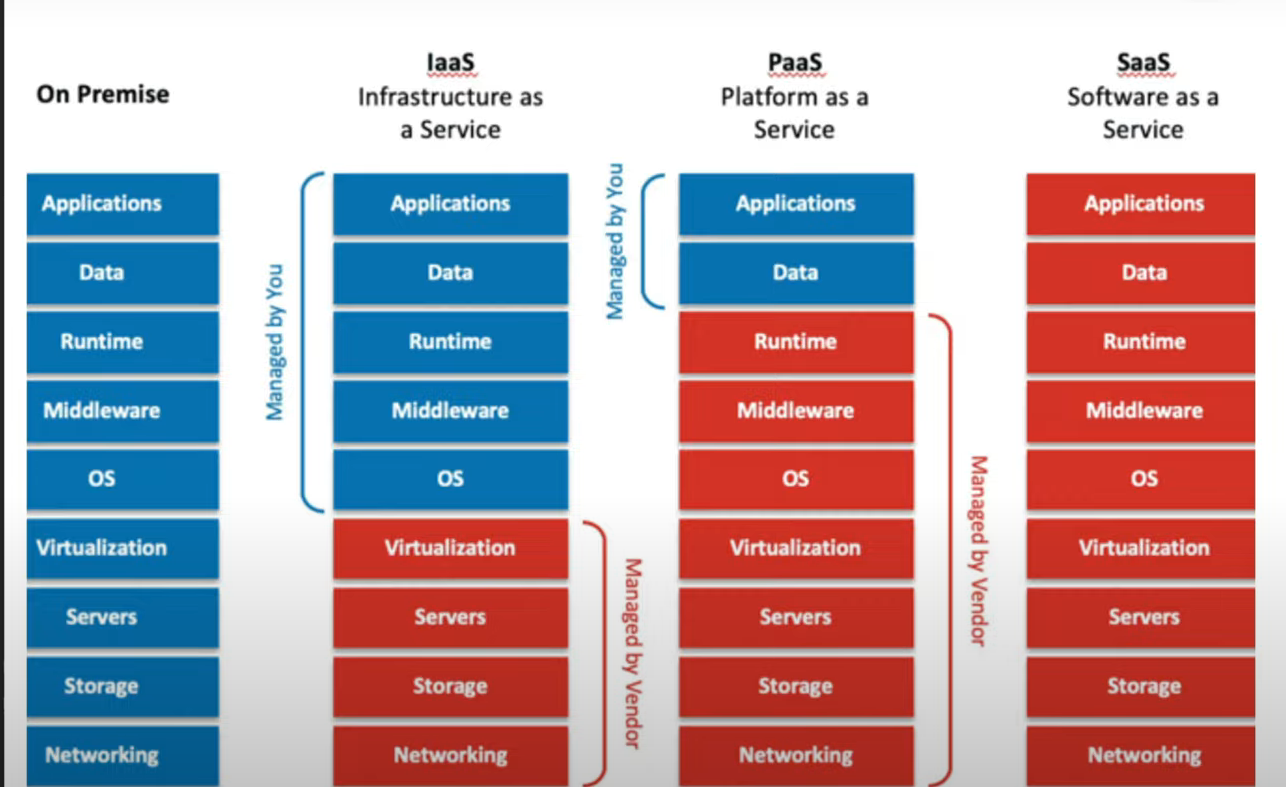 On Premise
IaaS
Infrastructure as
a Service
PaaS
Platform as a
Service
SaaS
Software as a
Service
Applications
Data
Runtime
Middleware
OS
Virtualization
Servers
Storage
Networking
Managed by You
Applications
Data
Runtime
Middleware
OS
Virtualization
Servers
Storage
Networking
Managed by Vendor
Managed by You
Applications
Data
Runtime
Middleware
OS
Virtualization
Servers
Storage
Networking
Managed by Vendor
Applications
Data
Runtime
Middleware
OS
Virtualization
Servers
Storage
Networking